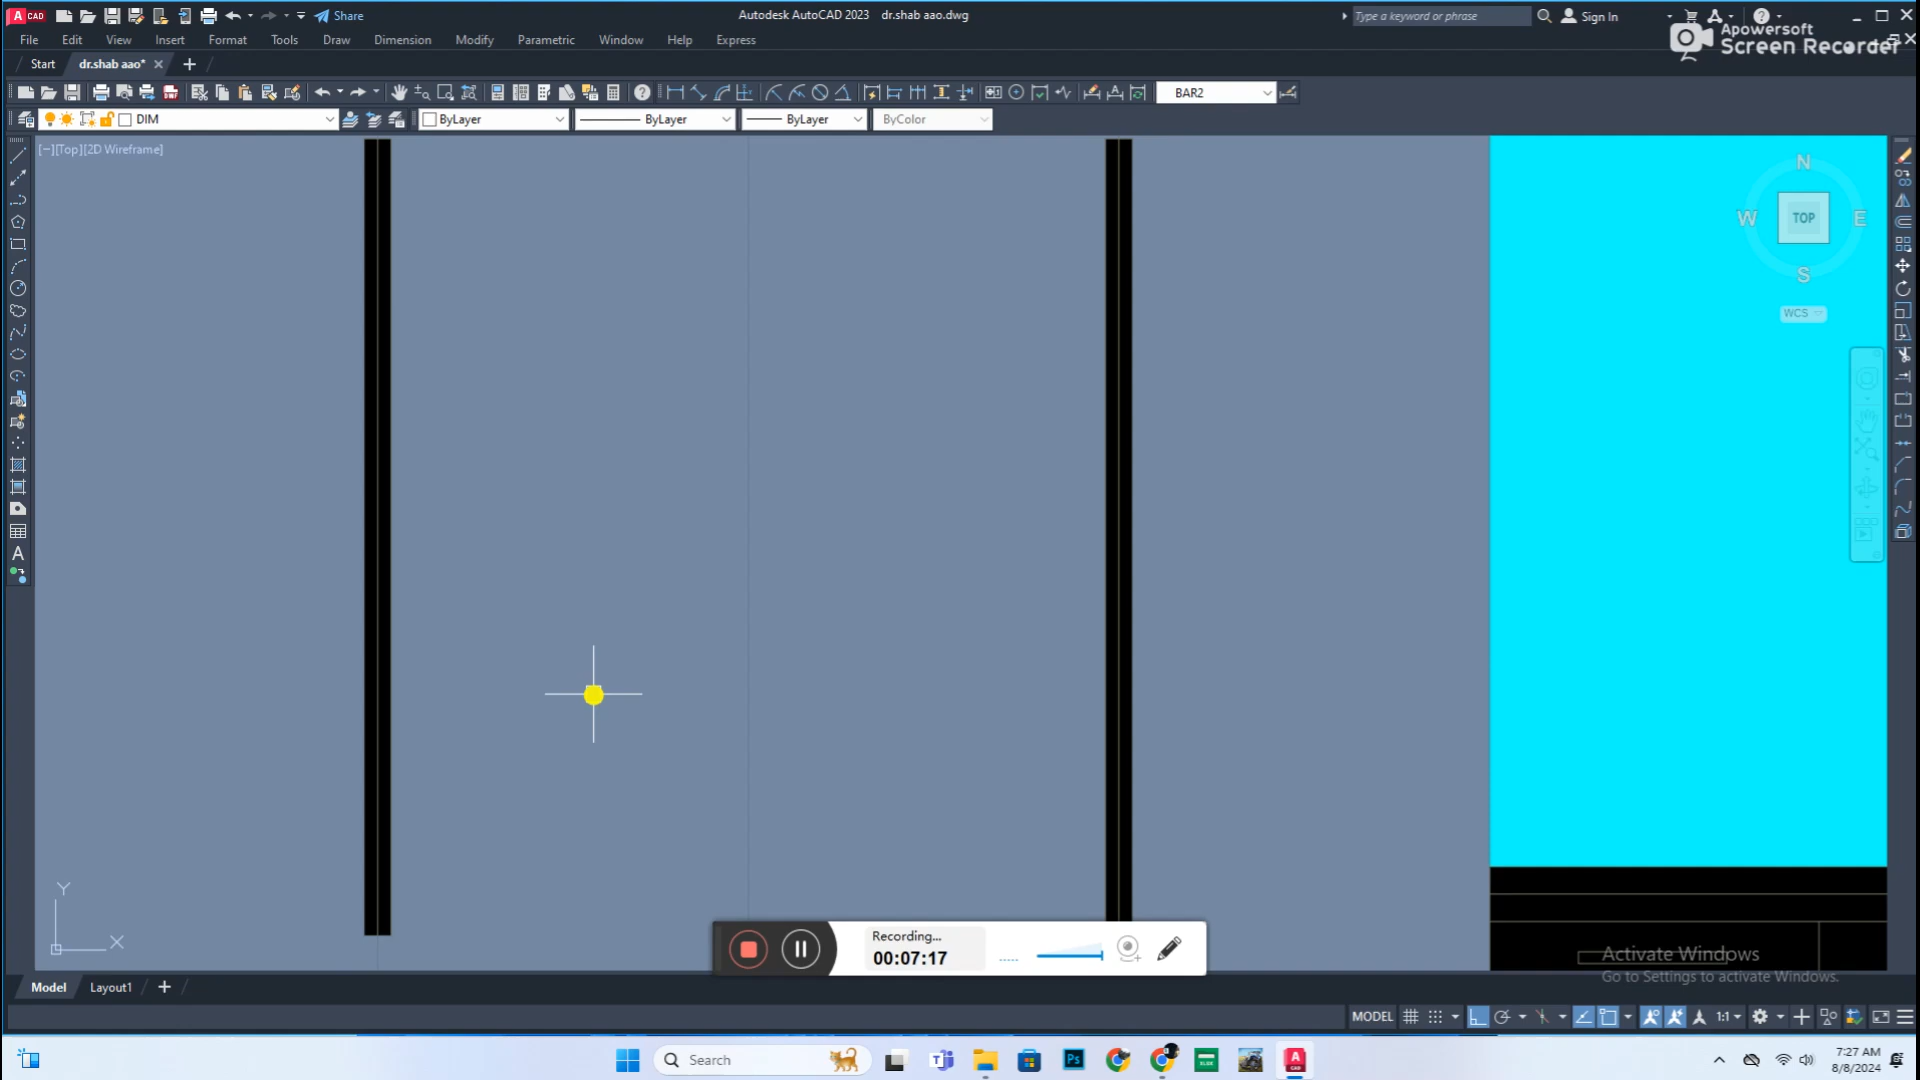 CAD
Share
Autodesk AutoCAD 2023 dr.shab aao.dwg
Type a keyword or phrase
Sign In
Apowersoft
Screen Recorder
File Edit View Insert Format Tools Draw Dimension Modify Parametric Window Help Express
Start dr.shab aao*
BAR2
DIM ByLayer ByLayer ByLayer ByColor
[−][Top][2D Wireframe]
N
W TOP E
S
WCS
Y
X
Recording...
00:07:17
Activate Windows
Go to Settings to activate Windows.
Model Layout1
MODEL 1:1
Search
Ps
A
CAD
7:27 AM
8/8/2024